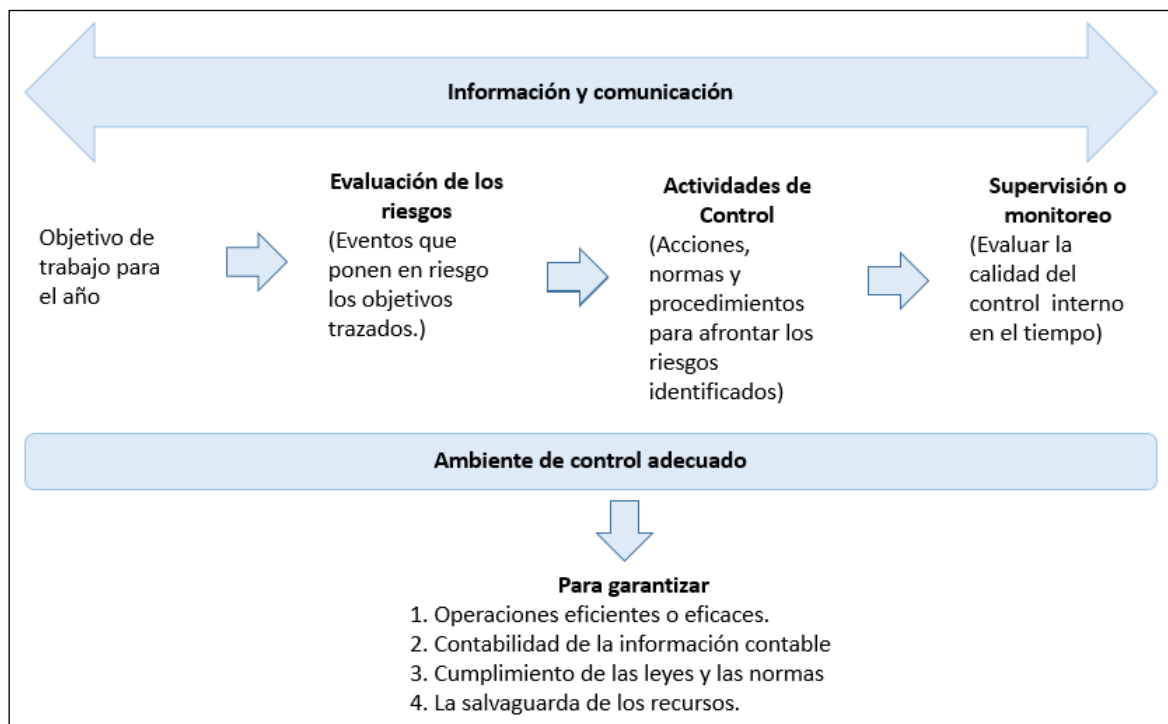 Información y comunicación
Objetivo de
trabajo para
el año
Evaluación de los
riesgos
(Eventos que
ponen en riesgo
los objetivos
trazados.)
Actividades de
Control
(Acciones,
normas y
procedimientos
para afrontar los
riesgos
identificados)
Supervisión o
monitoreo
(Evaluar la
calidad del
control interno
en el tiempo)
Ambiente de control adecuado
Para garantizar
1. Operaciones eficientes o eficaces.
2. Contabilidad de la información contable
3. Cumplimiento de las leyes y las normas
4. La salvaguarda de los recursos.